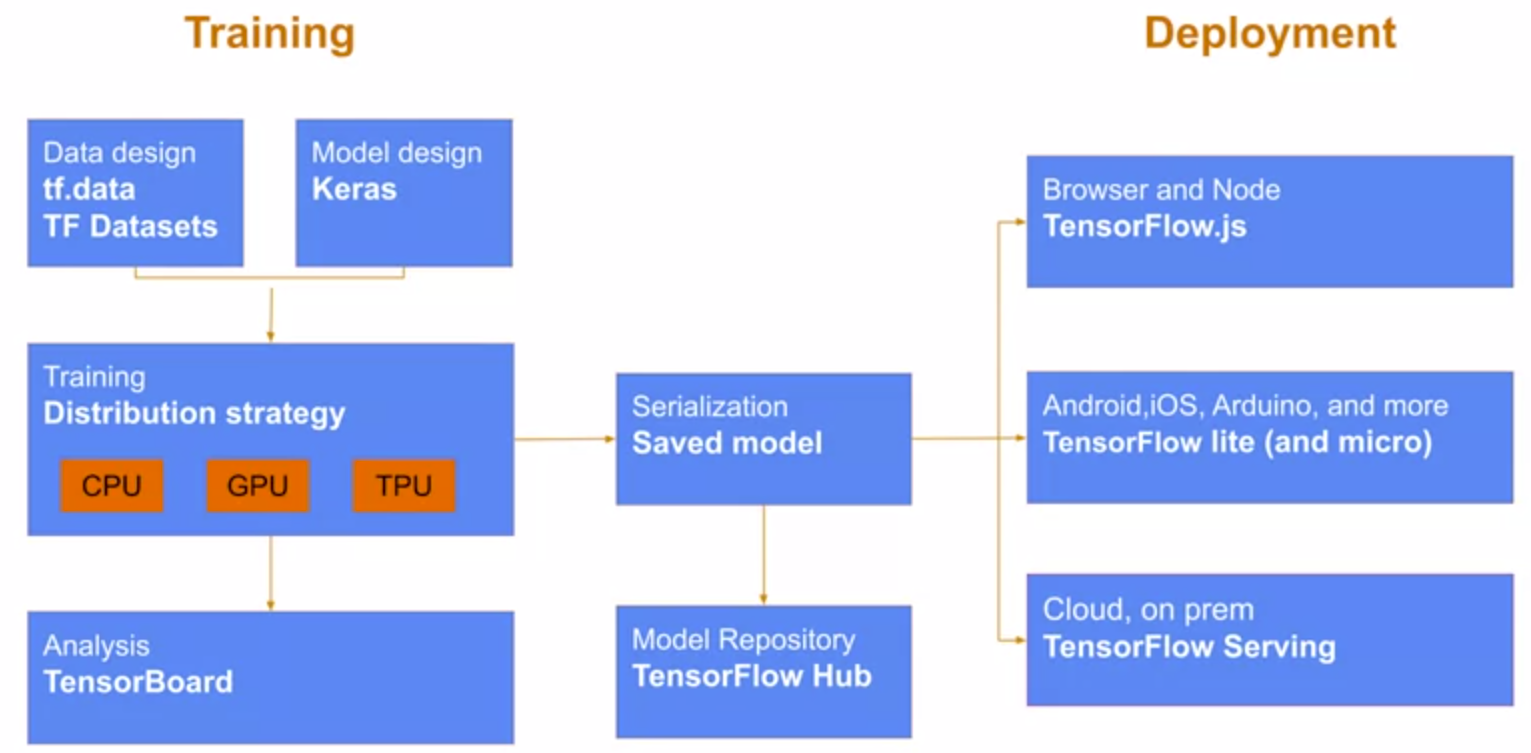 Training
Deployment
Data design
tf.data
TF Datasets
Model design
Keras
Training
Distribution strategy
CPU
GPU
TPU
Analysis
TensorBoard
Serialization
Saved model
Model Repository
TensorFlow Hub
Browser and Node
TensorFlow.js
Android,iOS, Arduino, and more
TensorFlow lite (and micro)
Cloud, on prem
TensorFlow Serving